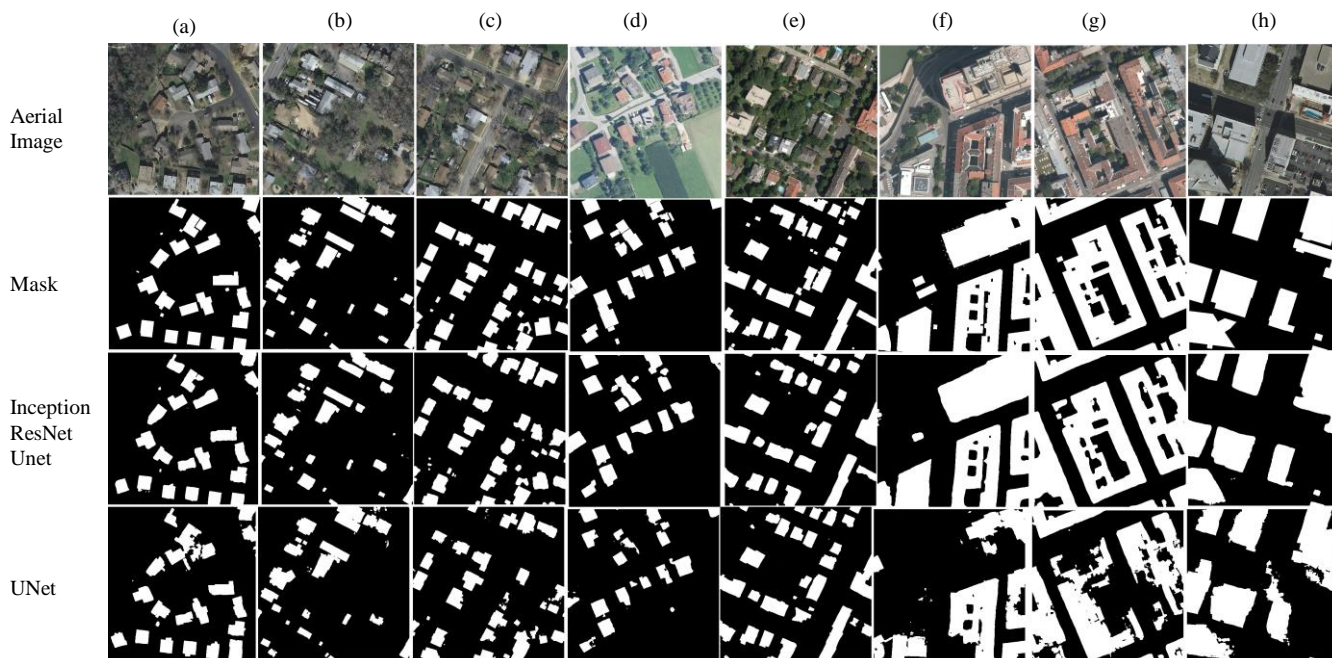 (a) (b) (c) (d) (e) (f) (g) (h)
Aerial
Image
Mask
Inception
ResNet
Unet
UNet